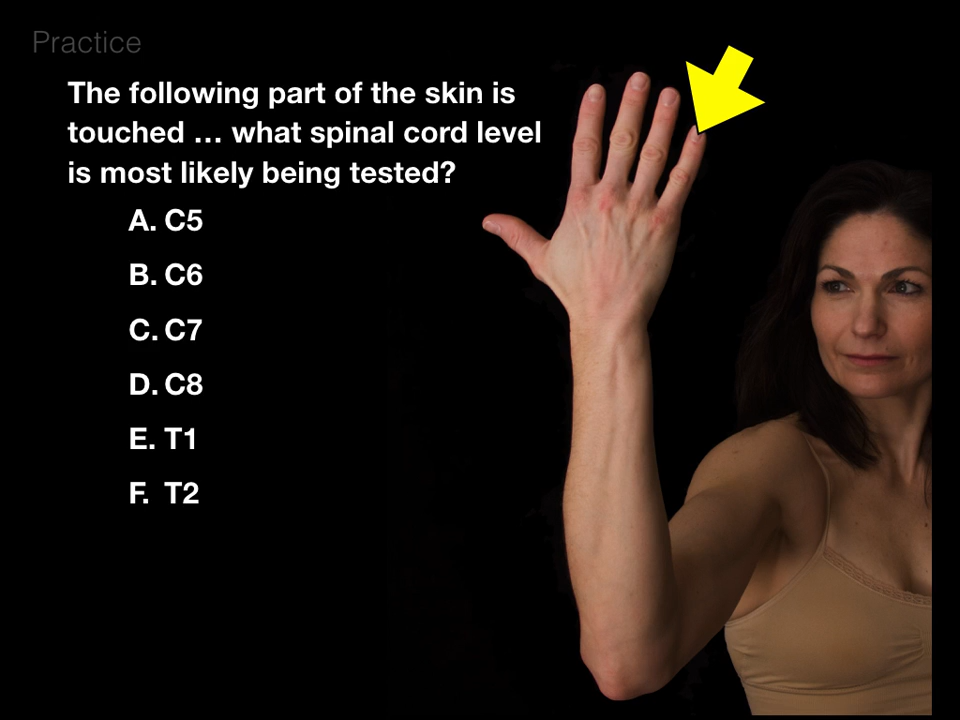 Practice
The following part of the skin is
touched … what spinal cord level
is most likely being tested?
A. C5
B. C6
C. C7
D. C8
E. T1
F. T2